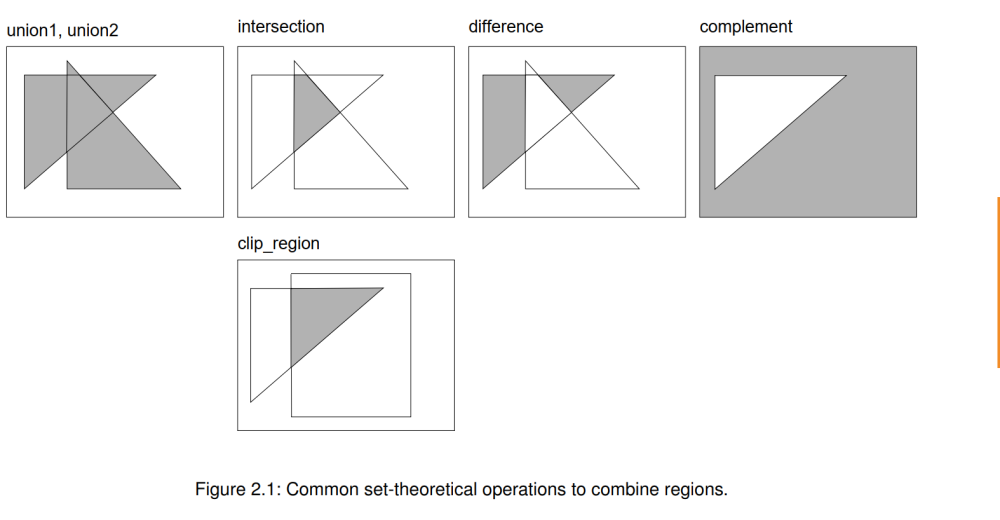 union1, union2
intersection
difference
complement
clip_region
Figure 2.1: Common set-theoretical operations to combine regions.